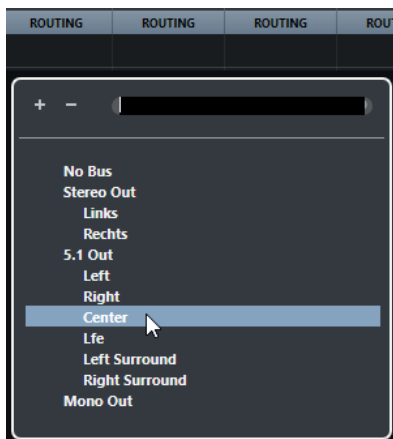 ROUTING ROUTING ROUTING ROU
+ −
No Bus
Stereo Out
Links
Rechts
5.1 Out
Left
Right
Center
Lfe
Left Surround
Right Surround
Mono Out